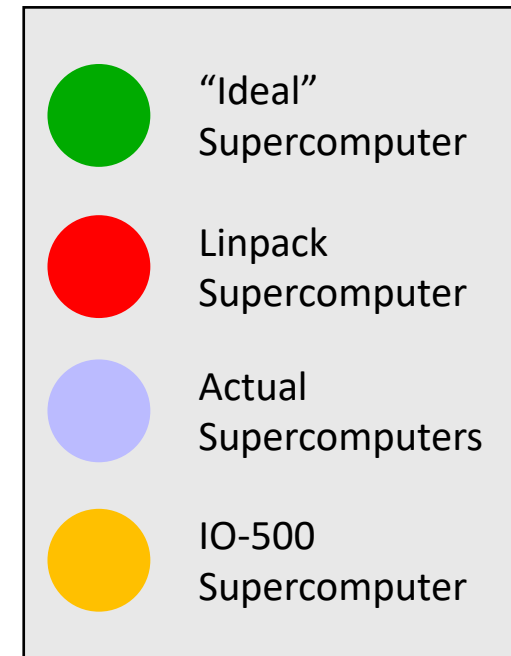 “Ideal”
Supercomputer
Linpack
Supercomputer
Actual
Supercomputers
IO-500
Supercomputer